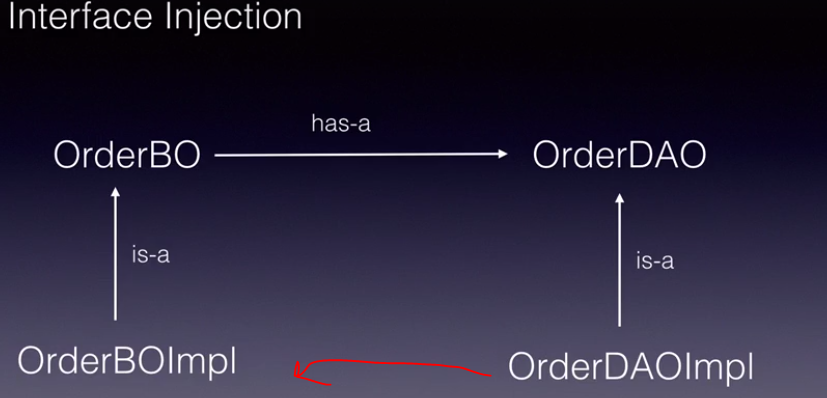 Interface Injection
has-a
OrderBO
OrderDAO
is-a
is-a
OrderBOImpl
OrderDAOImpl